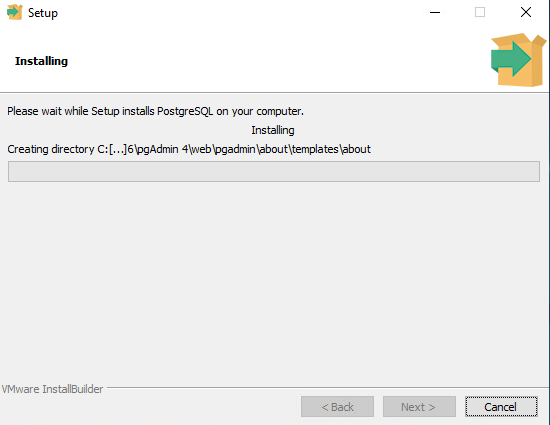 Setup
Installing
Please wait while Setup installs PostgreSQL on your computer.
Installing
Creating directory C:[...]6\pgAdmin 4\web\pgadmin\about\templates\about
VMware InstallBuilder
< Back
Next >
Cancel